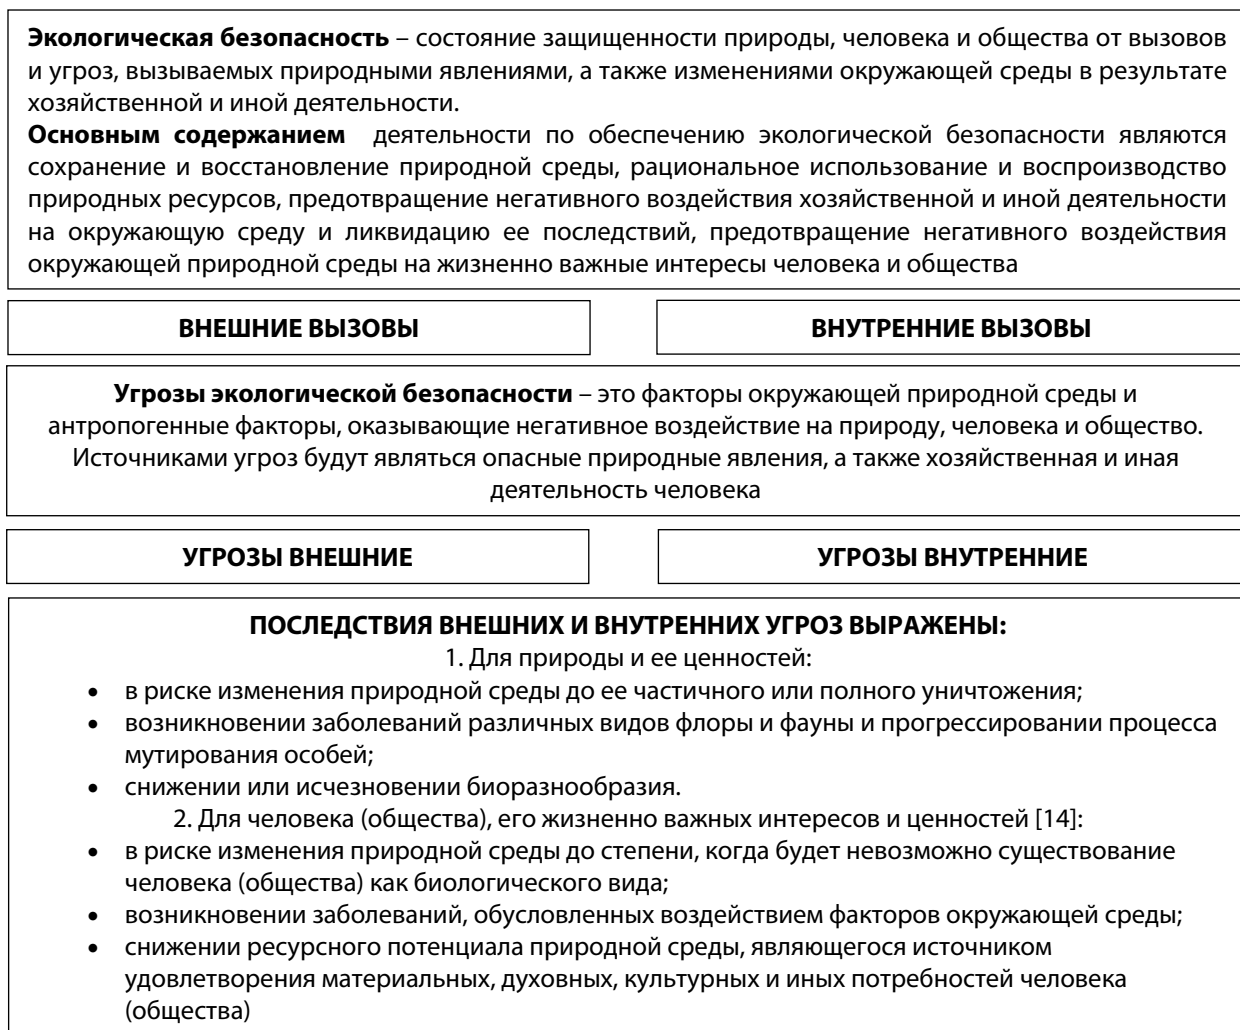 Экологическая безопасность – состояние защищенности природы, человека и общества от вызовов
и угроз, вызываемых природными явлениями, а также изменениями окружающей среды в результате
хозяйственной и иной деятельности.
Основным содержанием деятельности по обеспечению экологической безопасности являются
сохранение и восстановление природной среды, рациональное использование и воспроизводство
природных ресурсов, предотвращение негативного воздействия хозяйственной и иной деятельности
на окружающую среду и ликвидацию ее последствий, предотвращение негативного воздействия
окружающей природной среды на жизненно важные интересы человека и общества
ВНЕШНИЕ ВЫЗОВЫ
ВНУТРЕННИЕ ВЫЗОВЫ
Угрозы экологической безопасности – это факторы окружающей природной среды и
антропогенные факторы, оказывающие негативное воздействие на природу, человека и общество.
Источниками угроз будут являться опасные природные явления, а также хозяйственная и иная
деятельность человека
УГРОЗЫ ВНЕШНИЕ
УГРОЗЫ ВНУТРЕННИЕ
ПОСЛЕДСТВИЯ ВНЕШНИХ И ВНУТРЕННИХ УГРОЗ ВЫРАЖЕНЫ:
1. Для природы и ее ценностей:
• в риске изменения природной среды до ее частичного или полного уничтожения;
• возникновении заболеваний различных видов флоры и фауны и прогрессировании процесса
мутирования особей;
• снижении или исчезновении биоразнообразия.
2. Для человека (общества), его жизненно важных интересов и ценностей [14]:
• в риске изменения природной среды до степени, когда будет невозможно существование
человека (общества) как биологического вида;
• возникновении заболеваний, обусловленных воздействием факторов окружающей среды;
• снижении ресурсного потенциала природной среды, являющегося источником
удовлетворения материальных, духовных, культурных и иных потребностей человека
(общества)